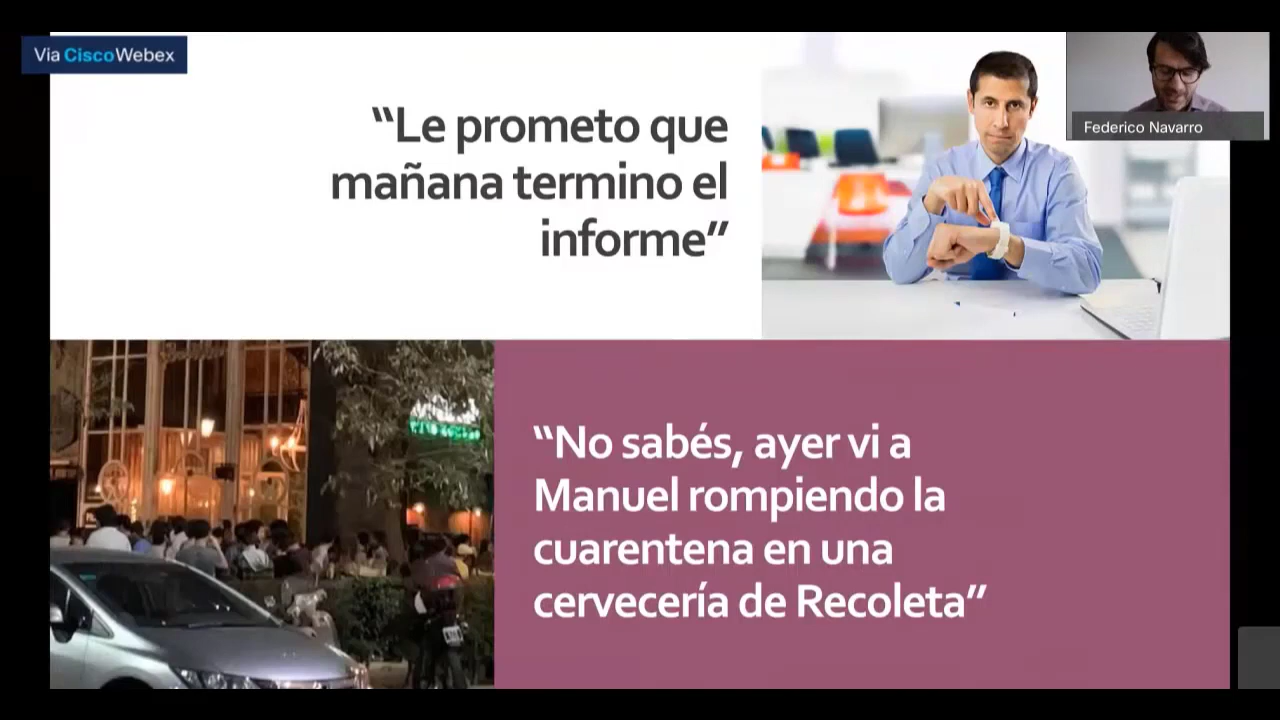 Vía CiscoWebex
“Le prometo que
mañana termino el
informe”
Federico Navarro
“No sabés, ayer vi a
Manuel rompiendo la
cuarentena en una
cervecería de Recoleta”